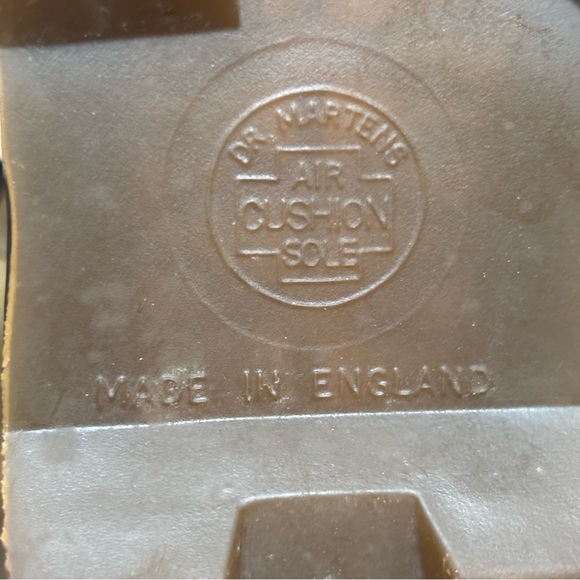 DR. MARTENS
AIR
CUSHION
SOLE
MADE IN ENGLAND